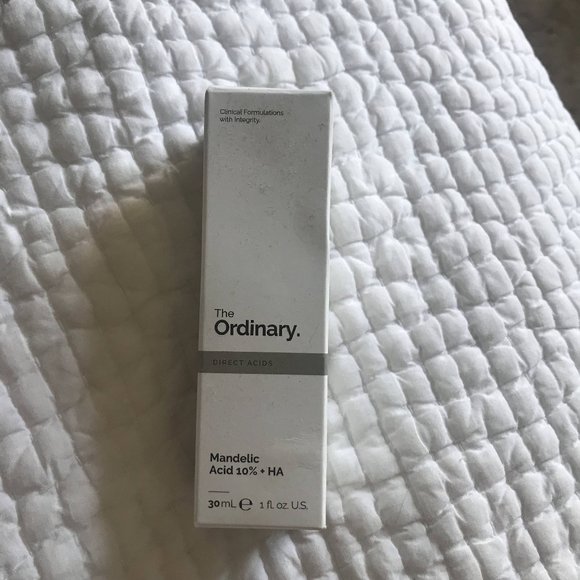 Clinical Formulations
with Integrity.
The
Ordinary.
DIRECT ACIDS
Mandelic
Acid 10% + HA
30mL ℮ 1 fl. oz. U.S.